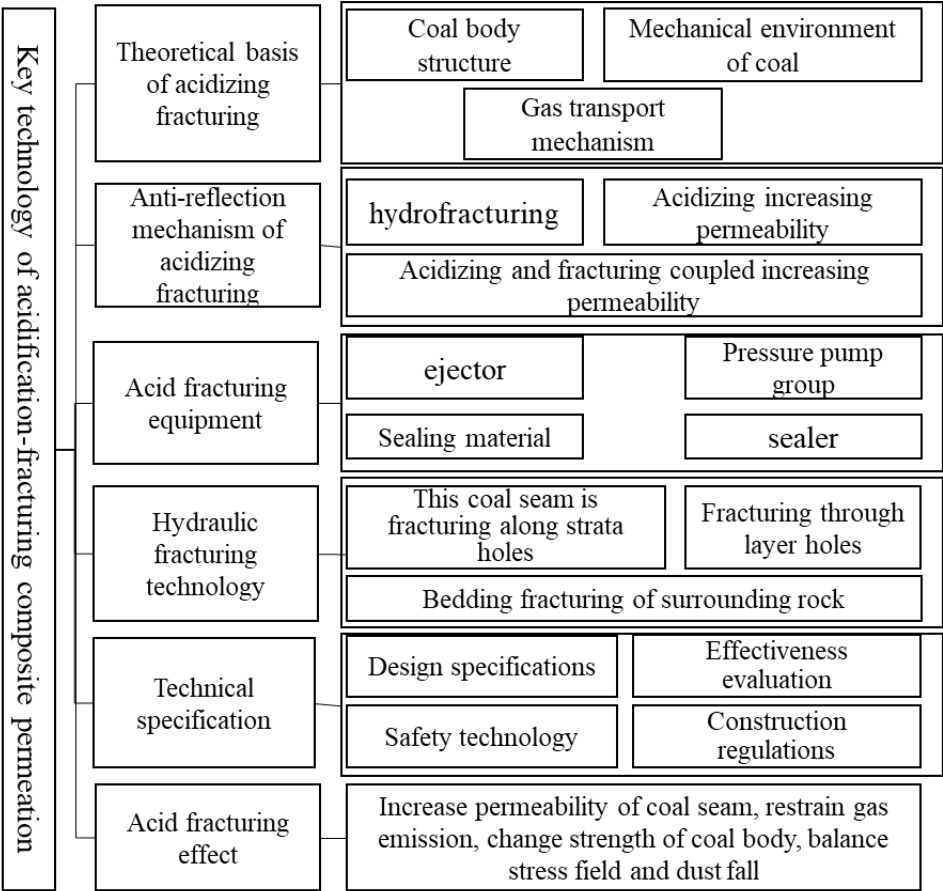 Key technology of acidification-fracturing composite permeation
Theoretical basis
of acidizing
fracturing
Coal body
structure
Mechanical environment
of coal
Gas transport
mechanism
Anti-reflection
mechanism of
acidizing
fracturing
hydrofracturing
Acidizing increasing
permeability
Acidizing and fracturing coupled increasing
permeability
Acid fracturing
equipment
ejector
Pressure pump
group
Sealing material
sealer
Hydraulic
fracturing
technology
This coal seam is
fracturing along strata
holes
Fracturing through
layer holes
Bedding fracturing of surrounding rock
Technical
specification
Design specifications
Effectiveness
evaluation
Safety technology
Construction
regulations
Acid fracturing
effect
Increase permeability of coal seam, restrain gas
emission, change strength of coal body, balance
stress field and dust fall